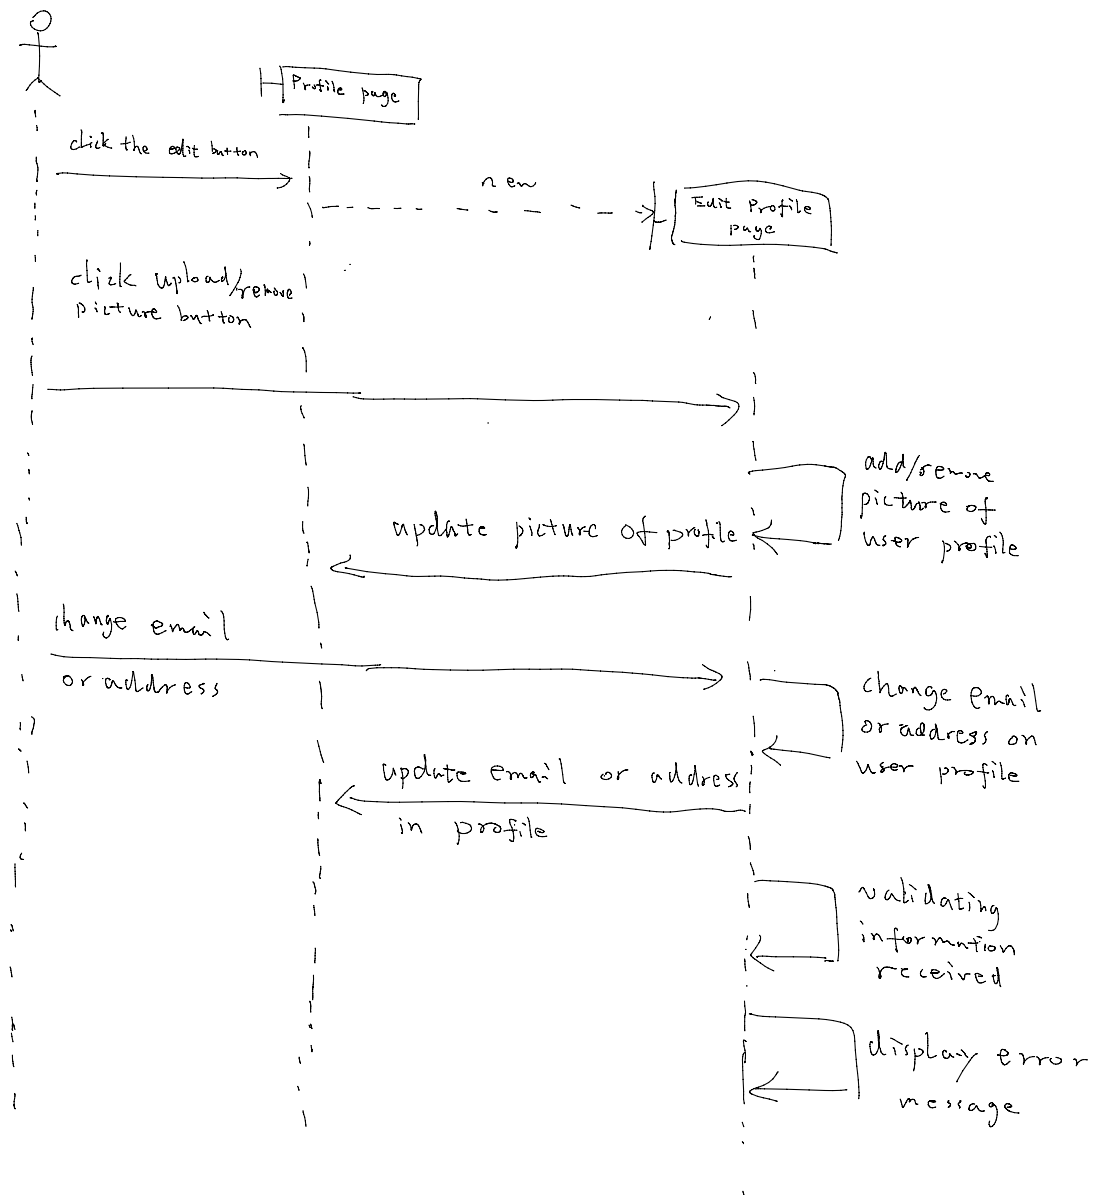 Profile page
click the edit button
new
Edit Profile
page
click upload/remove
picture button
add/remove
picture of
user profile
update picture of profile
change email
or address
change email
or address on
user profile
update email or address
in profile
validating
information
received
display error
message